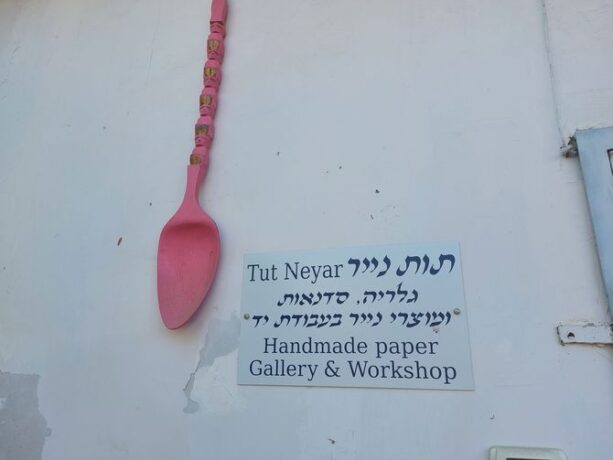 Tut Neyar תות נייר
גלריה, סדנאות
ומוצרי נייר בעבודת יד
Handmade paper
Gallery & Workshop